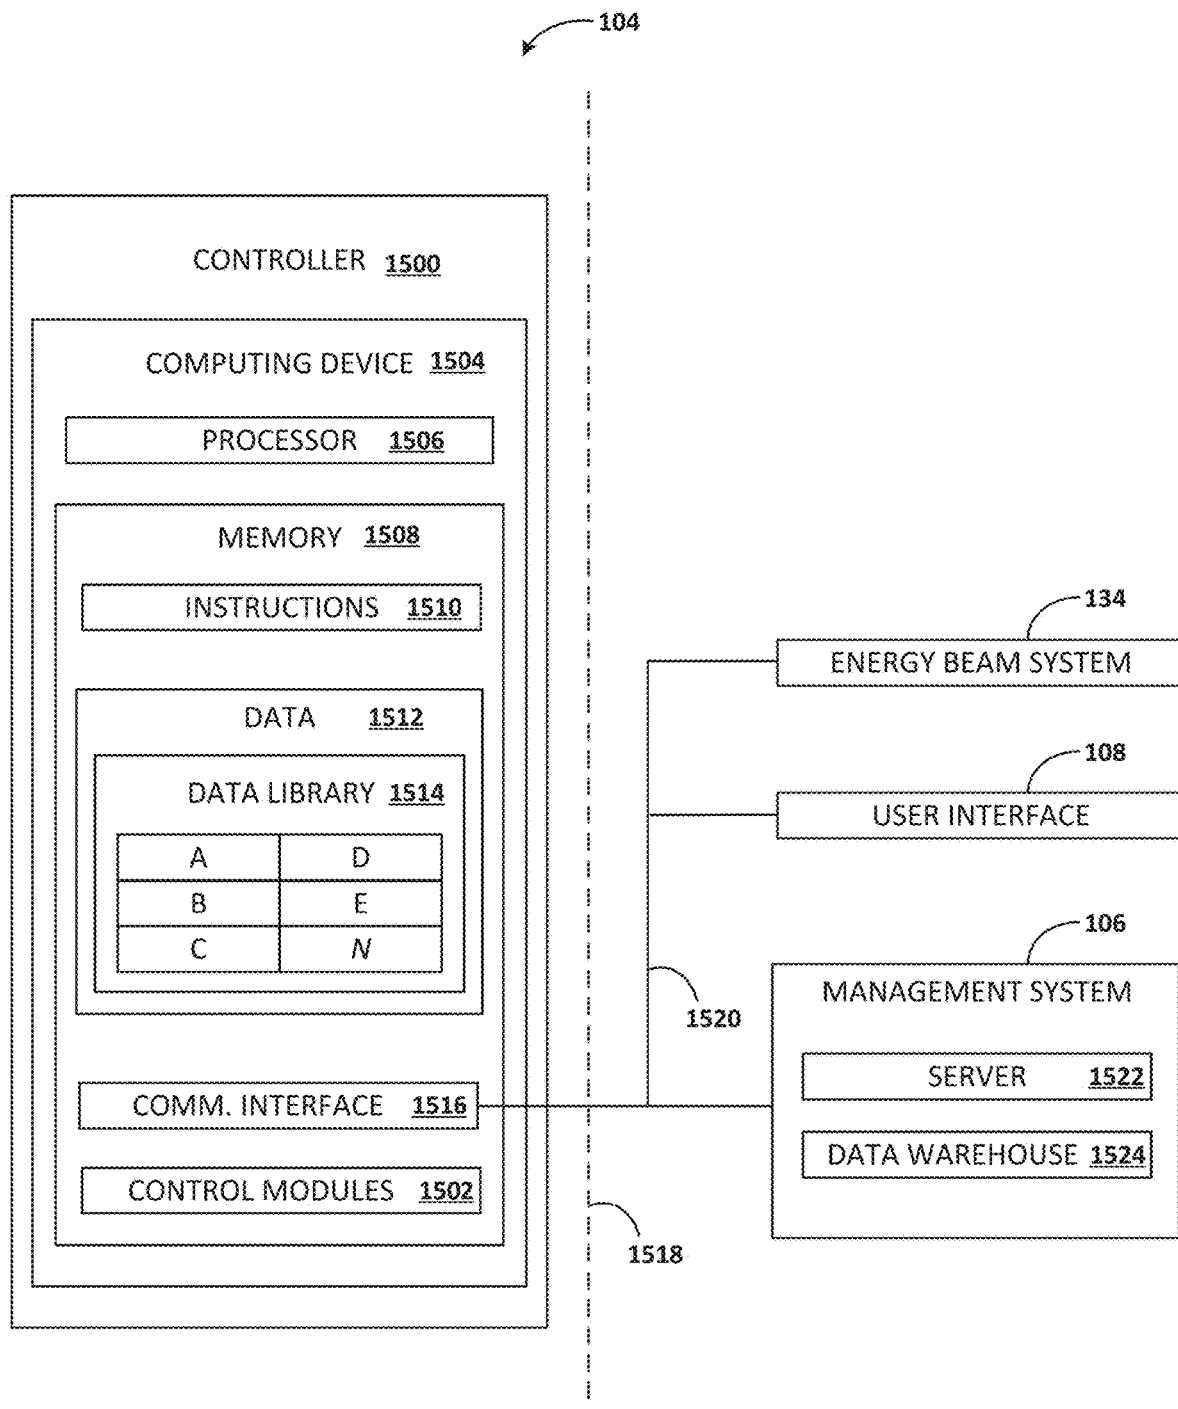 104
CONTROLLER 1500
COMPUTING DEVICE 1504
PROCESSOR 1506
MEMORY 1508
INSTRUCTIONS 1510
DATA 1512
DATA LIBRARY 1514
A D
B E
C N
COMM. INTERFACE 1516
CONTROL MODULES 1502
134
ENERGY BEAM SYSTEM
108
USER INTERFACE
106
MANAGEMENT SYSTEM
1520
SERVER 1522
DATA WAREHOUSE 1524
1518